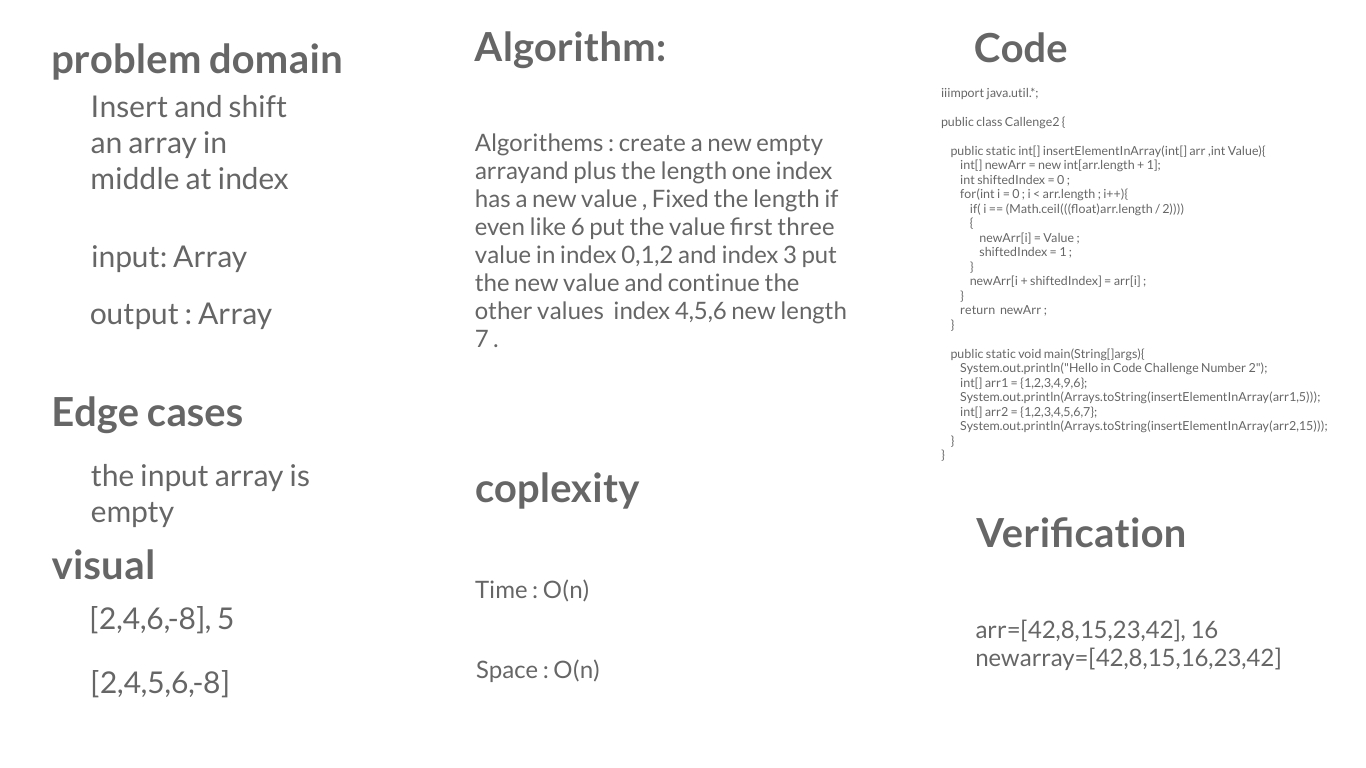 problem domain
Insert and shift
an array in
middle at index
input: Array
output : Array
Edge cases
the input array is
empty
visual
[2,4,6,-8], 5
[2,4,5,6,-8]
Algorithm:
Algorithems : create a new empty
arrayand plus the length one index
has a new value , Fixed the length if
even like 6 put the value first three
value in index 0,1,2 and index 3 put
the new value and continue the
other values  index 4,5,6 new length
7 .
coplexity
Time : O(n)
Space : O(n)
Code
iiimport java.util.*;
public class Callenge2 {
public static int[] insertElementInArray(int[] arr ,int Value){
int[] newArr = new int[arr.length + 1];
int shiftedIndex = 0 ;
for(int i = 0 ; i < arr.length ; i++){
if( i == (Math.ceil(((float)arr.length / 2))))
{
newArr[i] = Value ;
shiftedIndex = 1 ;
}
newArr[i + shiftedIndex] = arr[i] ;
}
return  newArr ;
}
public static void main(String[]args){
System.out.println("Hello in Code Challenge Number 2");
int[] arr1 = {1,2,3,4,9,6};
System.out.println(Arrays.toString(insertElementInArray(arr1,5)));
int[] arr2 = {1,2,3,4,5,6,7};
System.out.println(Arrays.toString(insertElementInArray(arr2,15)));
}
}
Verification
arr=[42,8,15,23,42], 16
newarray=[42,8,15,16,23,42]